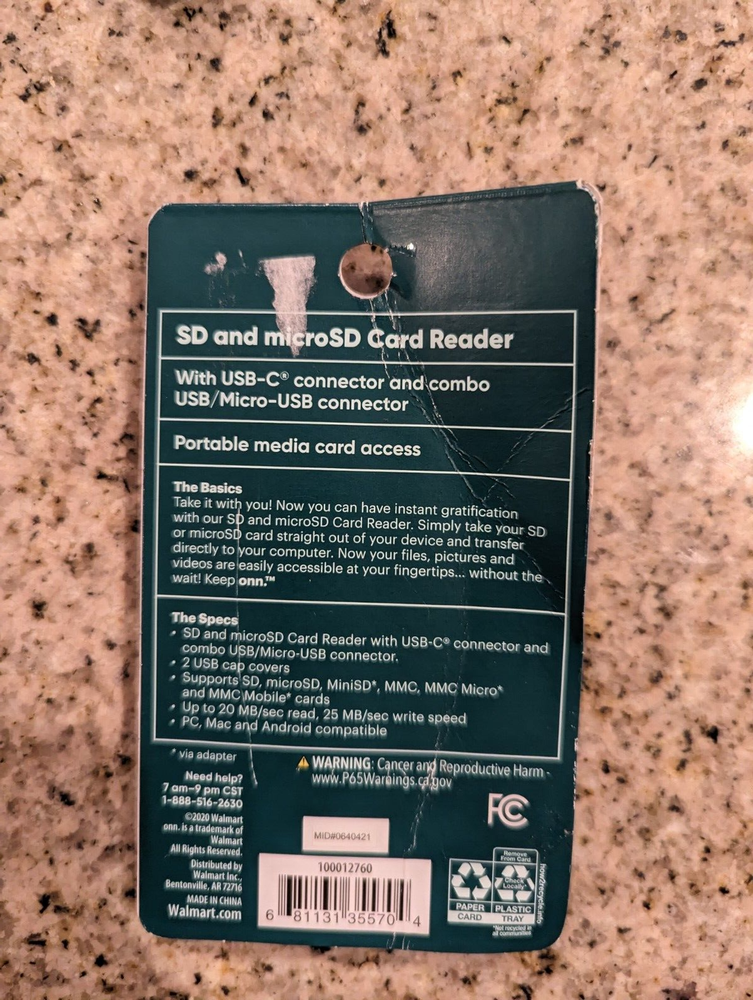 SD and microSD Card Reader
With USB-C® connector and combo
USB/Micro-USB connector
Portable media card access
The Basics
Take it with you! Now you can have instant gratification
with our SD and microSD Card Reader. Simply take your SD
or microSD card straight out of your device and transfer
directly to your computer. Now your files, pictures and
videos are easily accessible at your fingertips... without the
wait! Keep onn.™
The Specs
• SD and microSD Card Reader with USB-C® connector and
combo USB/Micro-USB connector.
• 2 USB cap covers
• Supports SD, microSD, MiniSD*, MMC, MMC Micro*
and MMC Mobile* cards
• Up to 20 MB/sec read, 25 MB/sec write speed
• PC, Mac and Android compatible
* via adapter
⚠ WARNING: Cancer and Reproductive Harm -
www.P65Warnings.ca.gov
Need help?
7 am-9 pm CST
1-888-516-2630
©2020 Walmart
onn. is a trademark of
Walmart
All Rights Reserved.
Distributed by
Walmart Inc.,
Bentonville, AR 72716
MADE IN CHINA
Walmart.com
FC
MID#0640421
100012760
6 81131 35570 4
PAPER
CARD
Remove
From Card
Check
Locally*
PLASTIC
TRAY
*Not recycled in
all communities
how2recycle.info